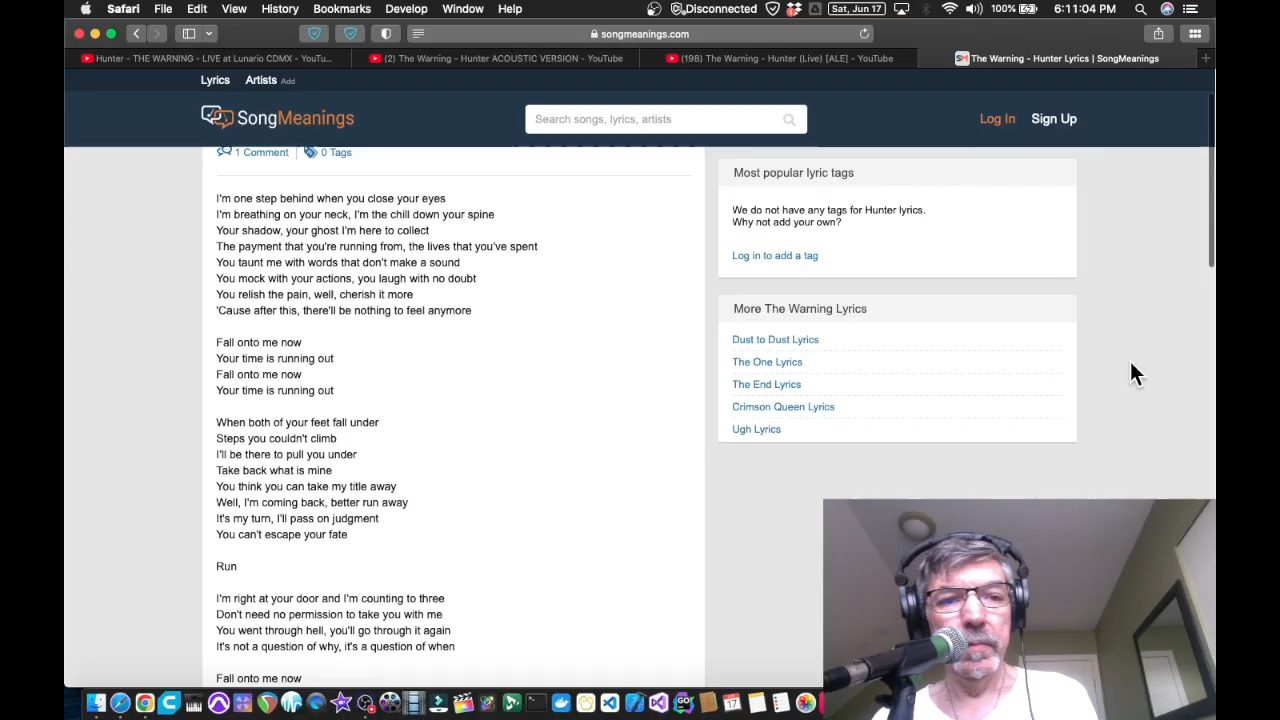 Safari File Edit View History Bookmarks Develop Window Help Disconnected Sat, Jun 17 100% 6:11:04 PM
songmeanings.com
Hunter - THE WARNING - LIVE at Lunario CDMX - YouTu...
(2) The Warning - Hunter ACOUSTIC VERSION - YouTube
(198) The Warning - Hunter (Live) [ALE] - YouTube
The Warning - Hunter Lyrics | SongMeanings
Lyrics Artists Add
SongMeanings
Search songs, lyrics, artists
Log In Sign Up
1 Comment 0 Tags
I'm one step behind when you close your eyes
I'm breathing on your neck, I'm the chill down your spine
Your shadow, your ghost I'm here to collect
The payment that you're running from, the lives that you've spent
You taunt me with words that don't make a sound
You mock with your actions, you laugh with no doubt
You relish the pain, well, cherish it more
'Cause after this, there'll be nothing to feel anymore
Fall onto me now
Your time is running out
Fall onto me now
Your time is running out
When both of your feet fall under
Steps you couldn't climb
I'll be there to pull you under
Take back what is mine
You think you can take my title away
Well, I'm coming back, better run away
It's my turn, I'll pass on judgment
You can't escape your fate
Run
I'm right at your door and I'm counting to three
Don't need no permission to take you with me
You went through hell, you'll go through it again
It's not a question of why, it's a question of when
Fall onto me now
Most popular lyric tags
We do not have any tags for Hunter lyrics.
Why not add your own?
Log in to add a tag
More The Warning Lyrics
Dust to Dust Lyrics
The One Lyrics
The End Lyrics
Crimson Queen Lyrics
Ugh Lyrics